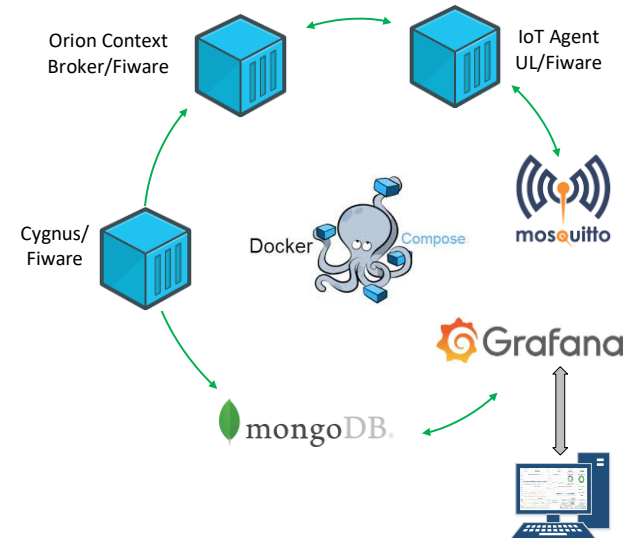 Orion Context
Broker/Fiware
IoT Agent
UL/Fiware
mosquitto
Cygnus/
Fiware
Docker Compose
Grafana
mongoDB.